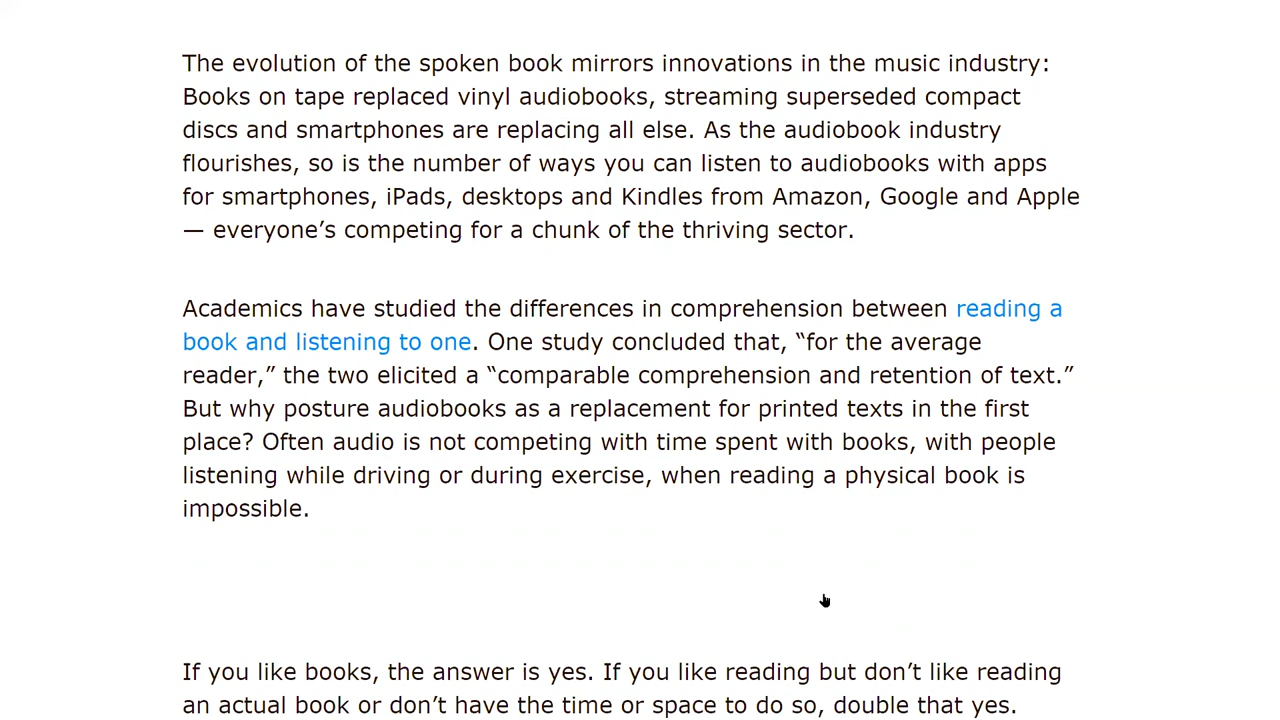 The evolution of the spoken book mirrors innovations in the music industry:
Books on tape replaced vinyl audiobooks, streaming superseded compact
discs and smartphones are replacing all else. As the audiobook industry
flourishes, so is the number of ways you can listen to audiobooks with apps
for smartphones, iPads, desktops and Kindles from Amazon, Google and Apple
— everyone’s competing for a chunk of the thriving sector.
Academics have studied the differences in comprehension between reading a
book and listening to one. One study concluded that, “for the average
reader,” the two elicited a “comparable comprehension and retention of text.”
But why posture audiobooks as a replacement for printed texts in the first
place? Often audio is not competing with time spent with books, with people
listening while driving or during exercise, when reading a physical book is
impossible.
If you like books, the answer is yes. If you like reading but don’t like reading
an actual book or don’t have the time or space to do so, double that yes.